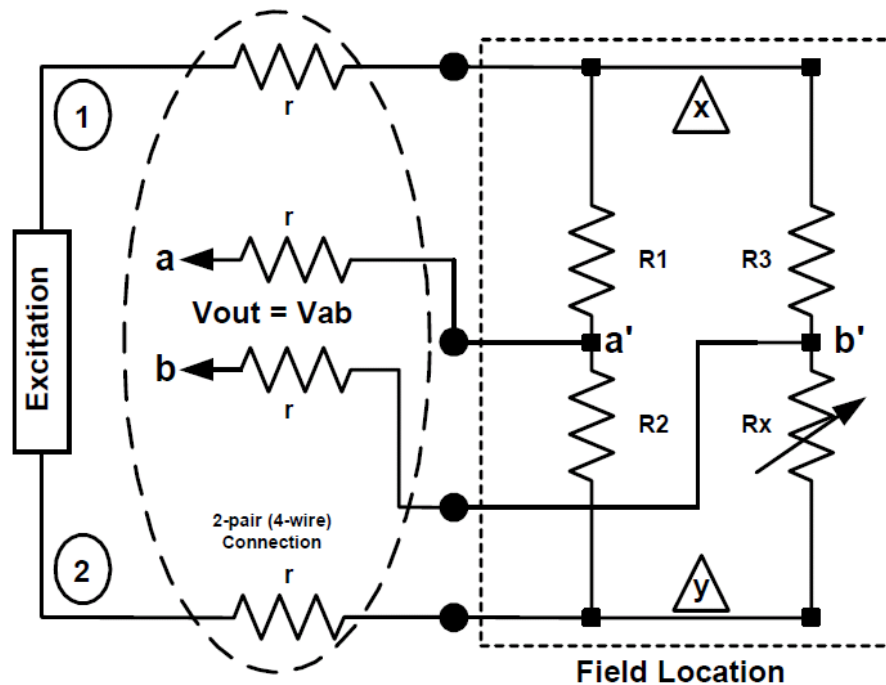 r
1
x
r
R1
R3
a
Vout = Vab
Excitation
a'
b'
b
R2
Rx
r
2-pair (4-wire)
Connection
r
2
y
Field Location